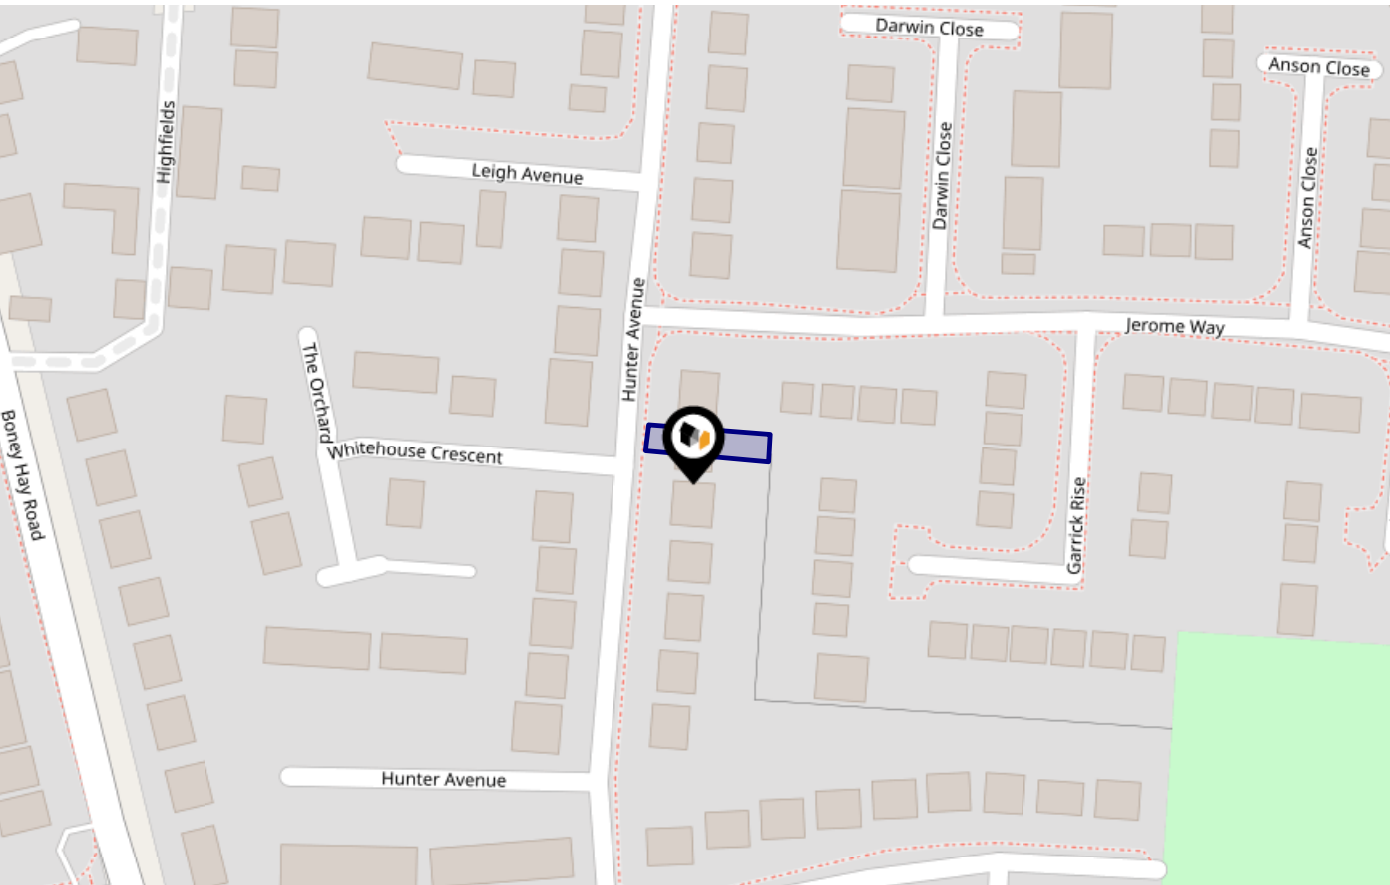 Darwin Close
Anson Close
Highfields
Leigh Avenue
Darwin Close
Anson Close
Hunter Avenue
Jerome Way
The Orchard
Whitehouse Crescent
Boney Hay Road
Garrick Rise
Hunter Avenue